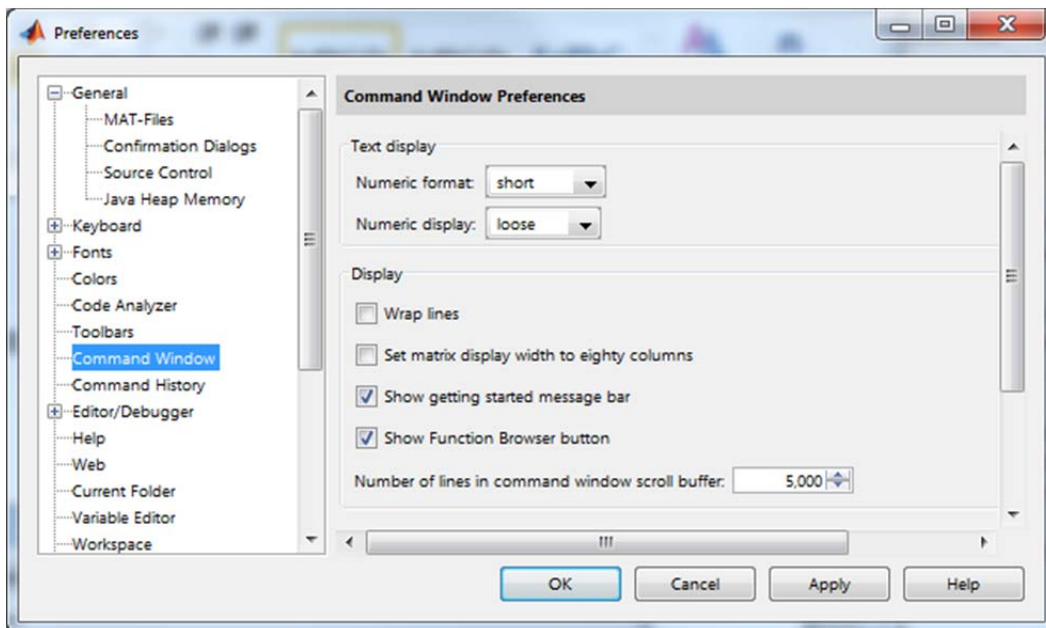 Preferences
General
MAT-Files
Confirmation Dialogs
Source Control
Java Heap Memory
Keyboard
Fonts
Colors
Code Analyzer
Toolbars
Command Window
Command History
Editor/Debugger
Help
Web
Current Folder
Variable Editor
Workspace
Command Window Preferences
Text display
Numeric format: short
Numeric display: loose
Display
Wrap lines
Set matrix display width to eighty columns
Show getting started message bar
Show Function Browser button
Number of lines in command window scroll buffer: 5,000
OK Cancel Apply Help